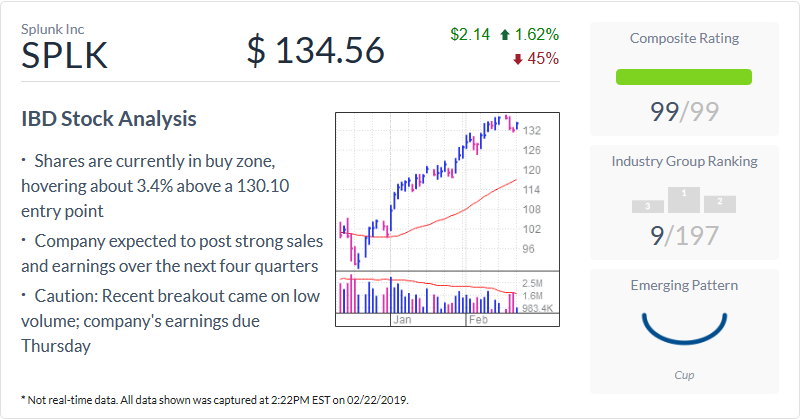 Splunk Inc
SPLK
$ 134.56
$2.14 1.62%
45%
IBD Stock Analysis
• Shares are currently in buy zone,
hovering about 3.4% above a 130.10
entry point
• Company expected to post strong sales
and earnings over the next four quarters
• Caution: Recent breakout came on low
volume; company's earnings due
Thursday
132
126
120
114
108
102
96
2.5M
1.6M
983.4K
Jan Feb
Composite Rating
99/99
Industry Group Ranking
3 1 2
9/197
Emerging Pattern
Cup
* Not real-time data. All data shown was captured at 2:22PM EST on 02/22/2019.